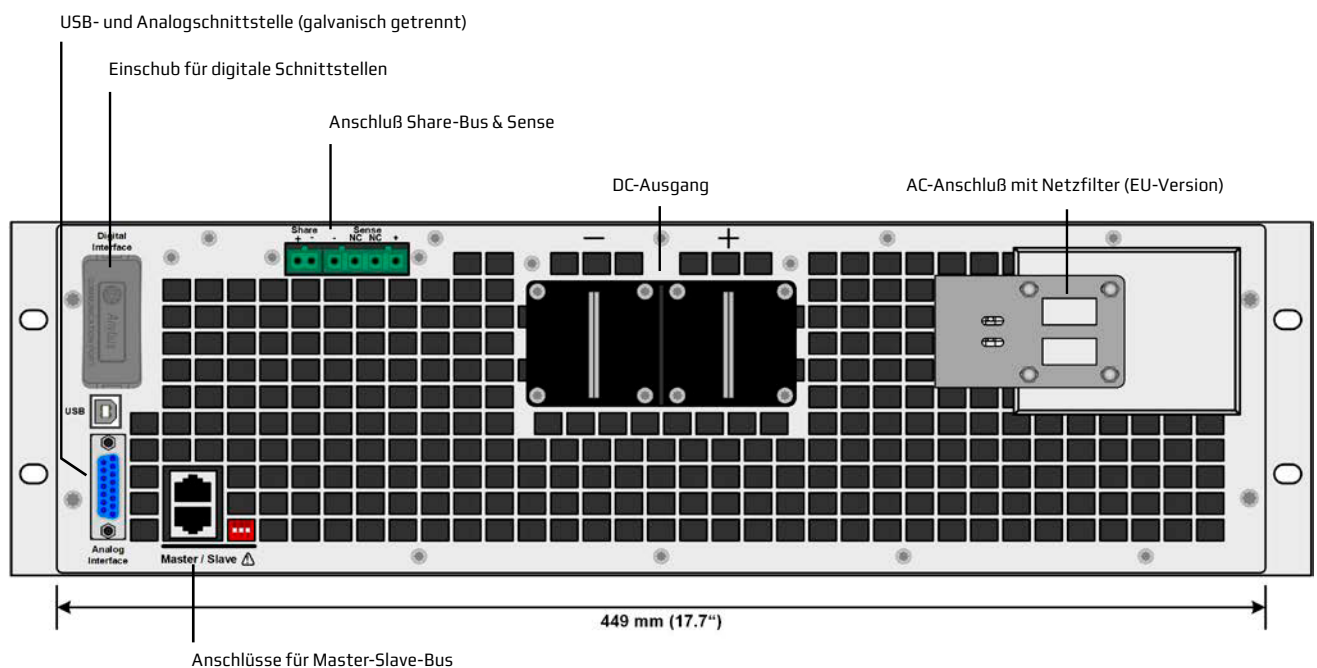 USB- und Analogschnittstelle (galvanisch getrennt)
Einschub für digitale Schnittstellen
Anschluß Share-Bus & Sense
DC-Ausgang
AC-Anschluß mit Netzfilter (EU-Version)
Digital
Interface
Share
+ -
Sense
- NC NC +
− +
Anybus
USB
Analog
Interface
Master / Slave ⚠
449 mm (17.7“)
Anschlüsse für Master-Slave-Bus